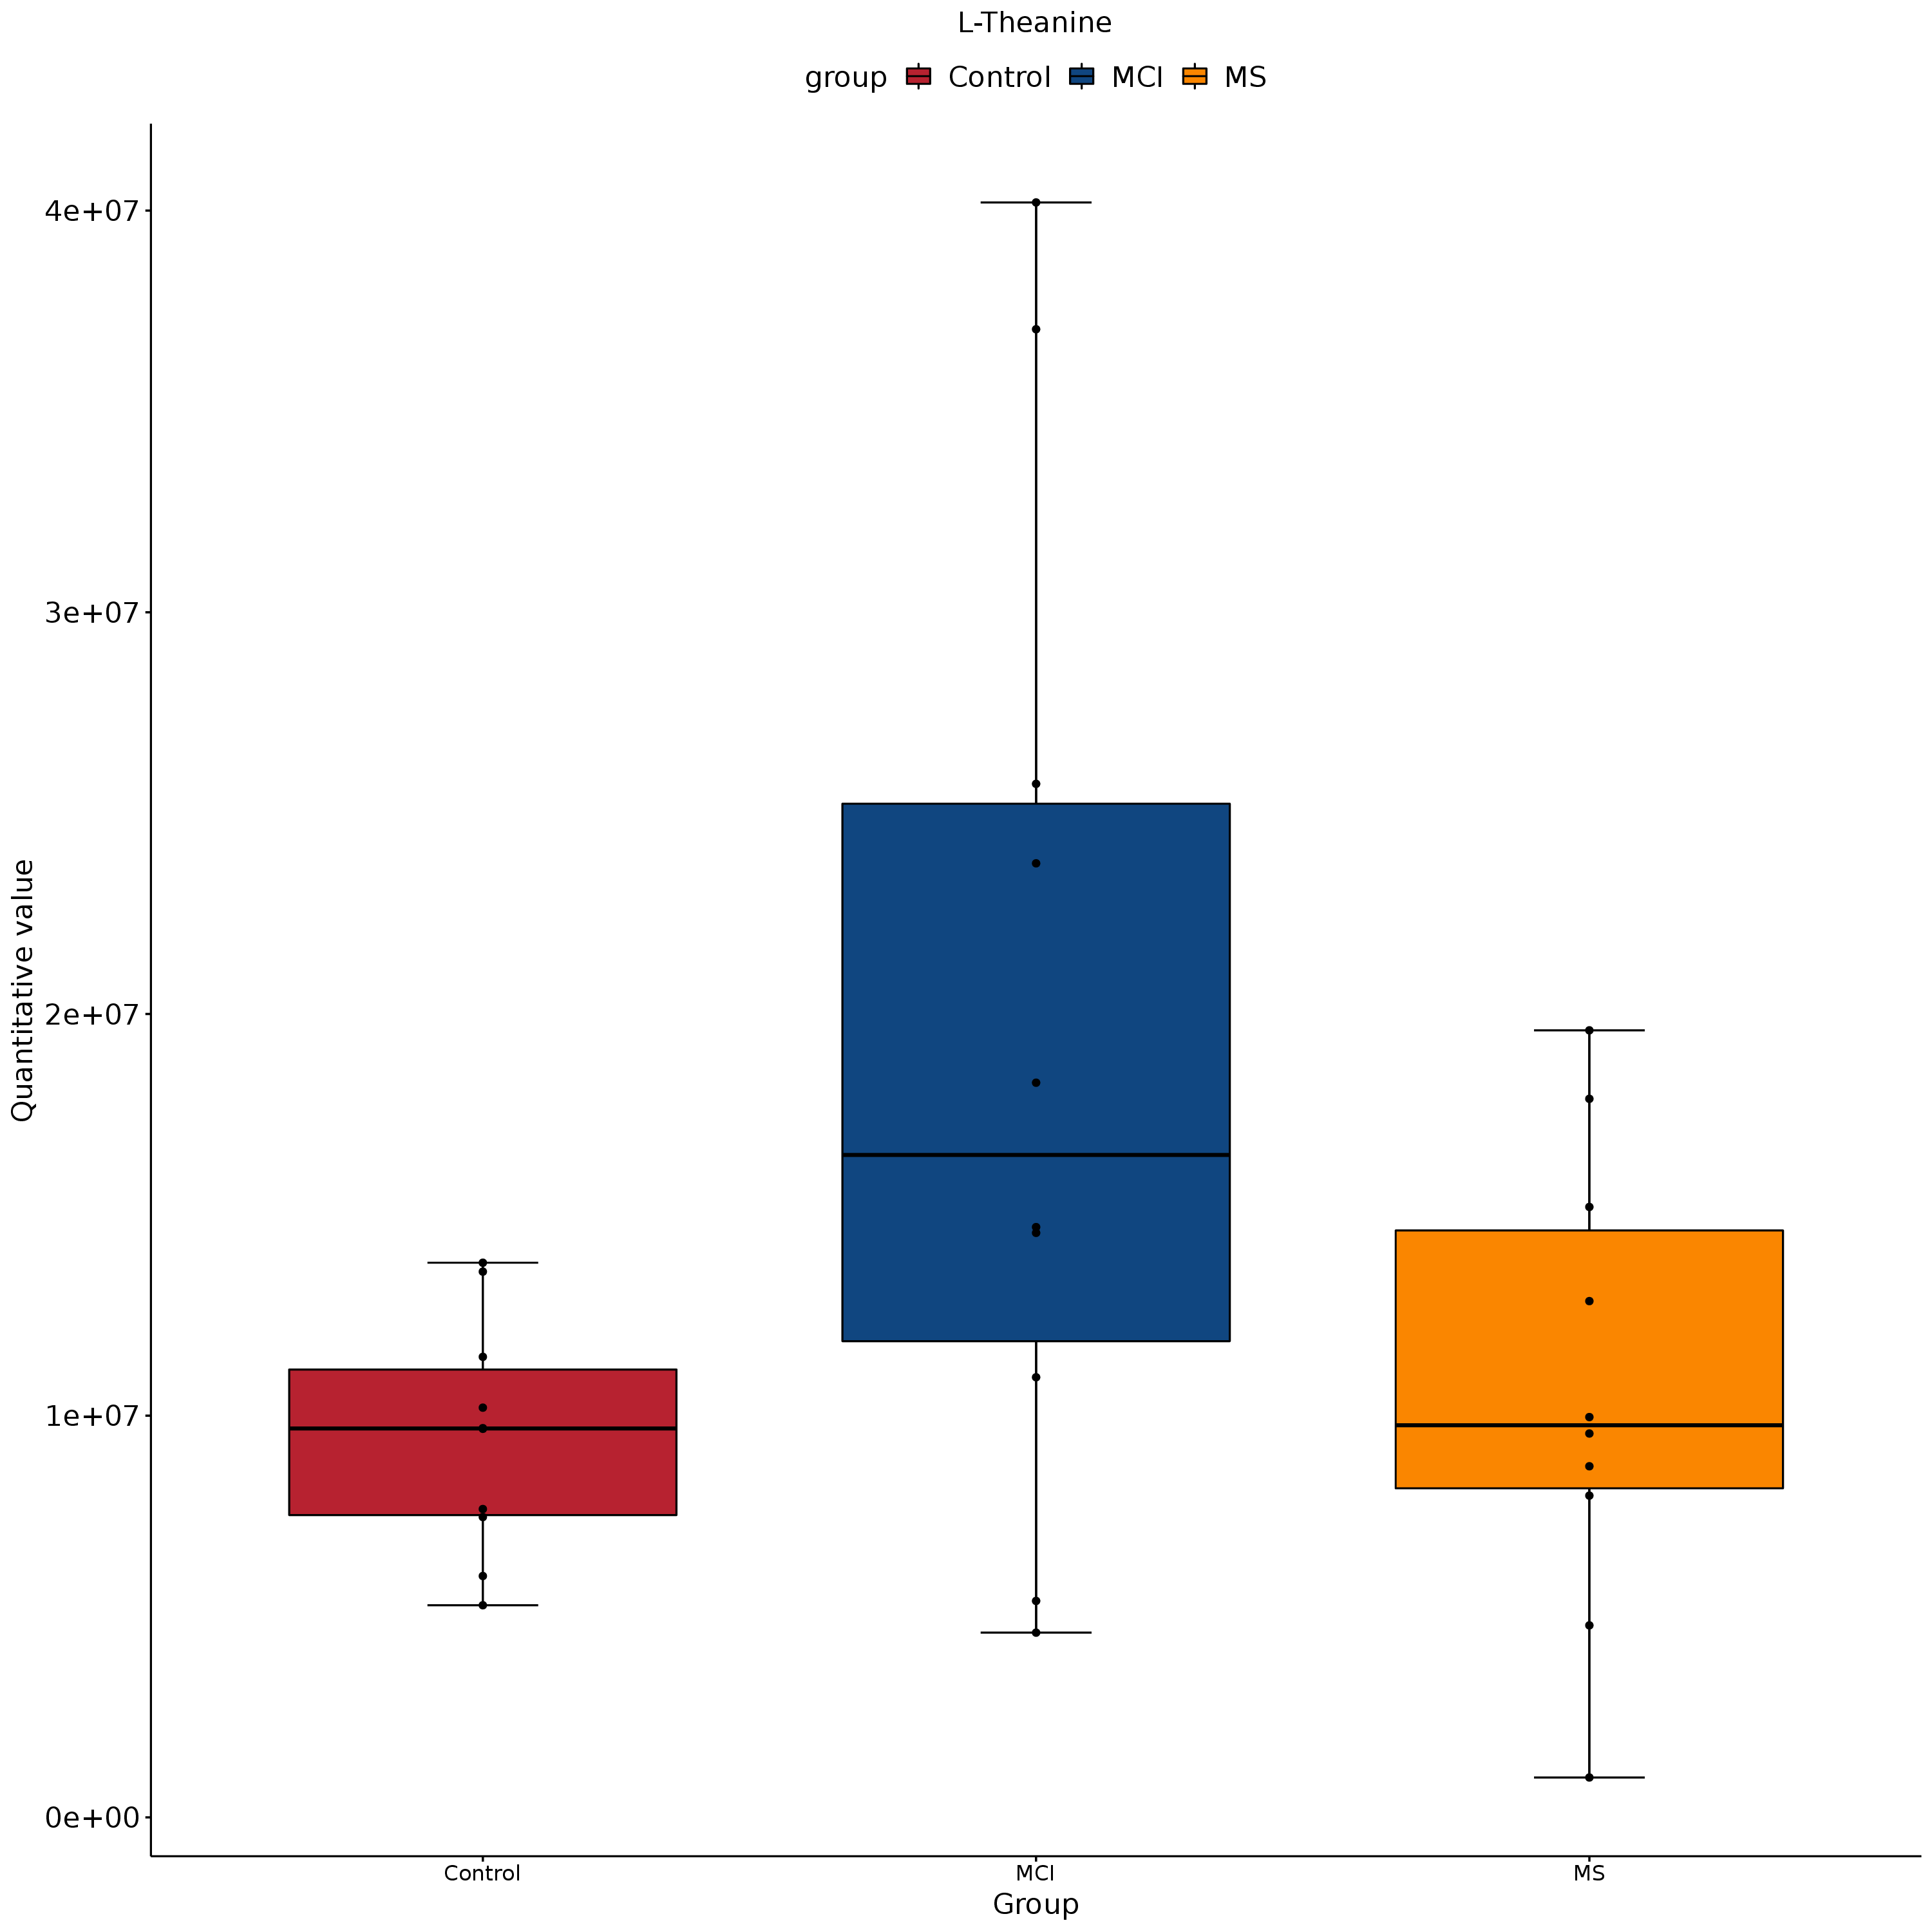 L-Theanine
group Control MCI MS
4e+07
3e+07
2e+07
1e+07
0e+00
Quantitative value
Control MCI MS
Group